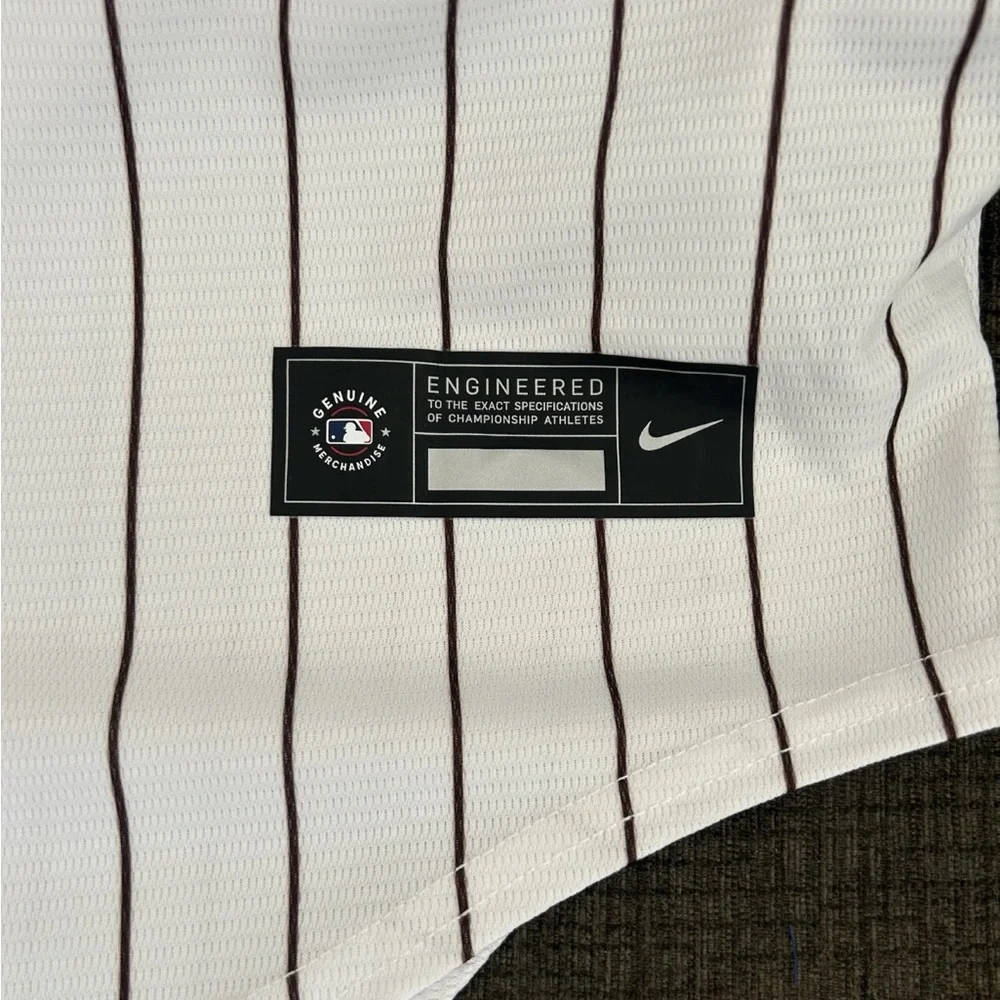 GENUINE
MERCHANDISE
ENGINEERED
TO THE EXACT SPECIFICATIONS
OF CHAMPIONSHIP ATHLETES